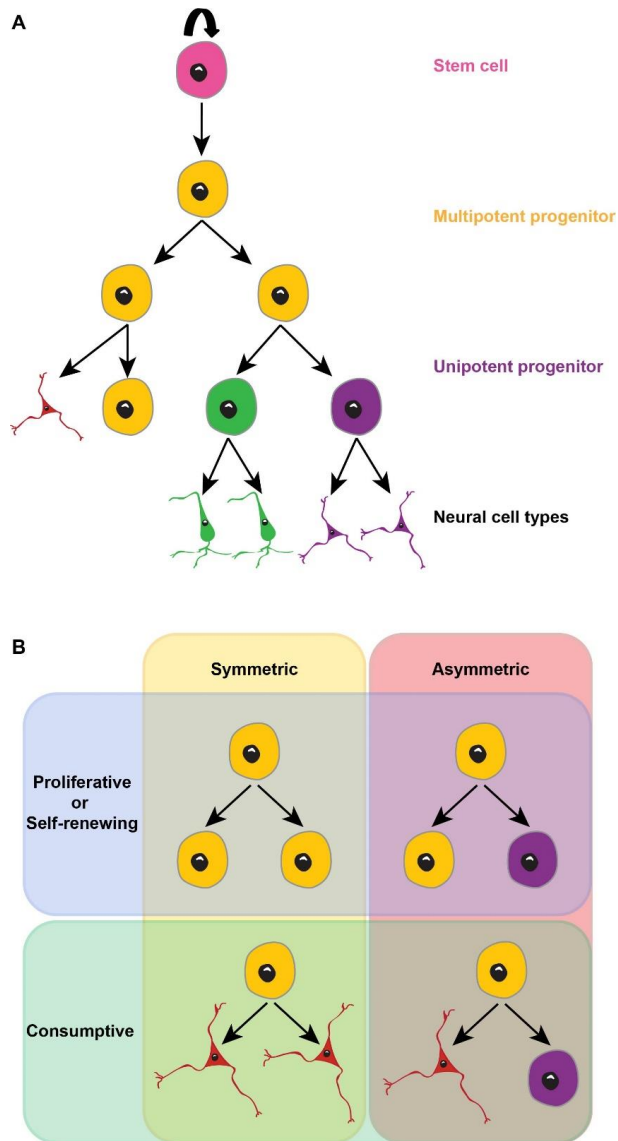 A
Stem cell
Multipotent progenitor
Unipotent progenitor
Neural cell types
B
Symmetric
Asymmetric
Proliferative
or
Self-renewing
Consumptive